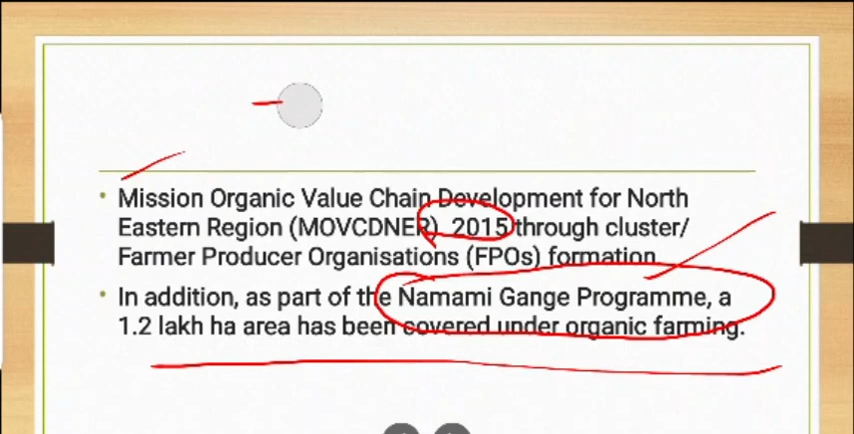 Mission Organic Value Chain Development for North
Eastern Region (MOVCDNER) 2015 through cluster/
Farmer Producer Organisations (FPOs) formation
In addition, as part of the Namami Gange Programme, a
1.2 lakh ha area has been covered under organic farming.